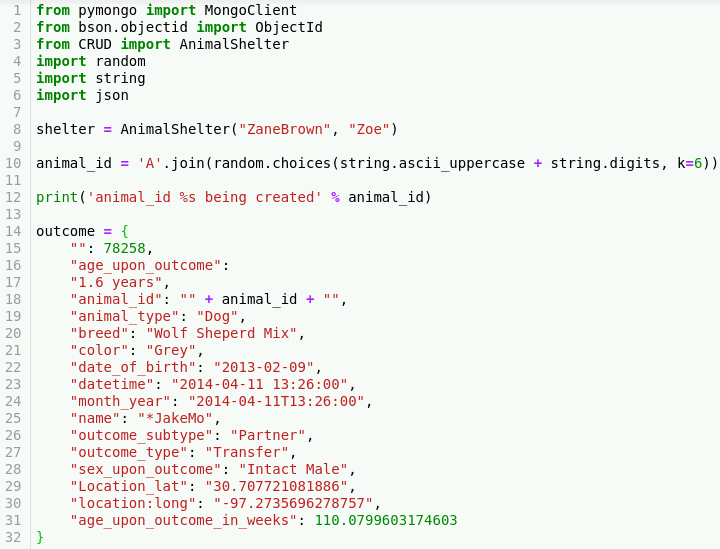 1 from pymongo import MongoClient
2 from bson.objectid import ObjectId
3 from CRUD import AnimalShelter
4 import random
5 import string
6 import json
7
8 shelter = AnimalShelter("ZaneBrown", "Zoe")
9
10 animal_id = 'A'.join(random.choices(string.ascii_uppercase + string.digits, k=6))
11
12 print('animal_id %s being created' % animal_id)
13
14 outcome = {
15     "": 78258,
16     "age_upon_outcome":
17     "1.6 years",
18     "animal_id": "" + animal_id + "",
19     "animal_type": "Dog",
20     "breed": "Wolf Sheperd Mix",
21     "color": "Grey",
22     "date_of_birth": "2013-02-09",
23     "datetime": "2014-04-11 13:26:00",
24     "month_year": "2014-04-11T13:26:00",
25     "name": "*JakeMo",
26     "outcome_subtype": "Partner",
27     "outcome_type": "Transfer",
28     "sex_upon_outcome": "Intact Male",
29     "Location_lat": "30.707721081886",
30     "location:long": "-97.2735696278757",
31     "age_upon_outcome_in_weeks": 110.0799603174603
32 }